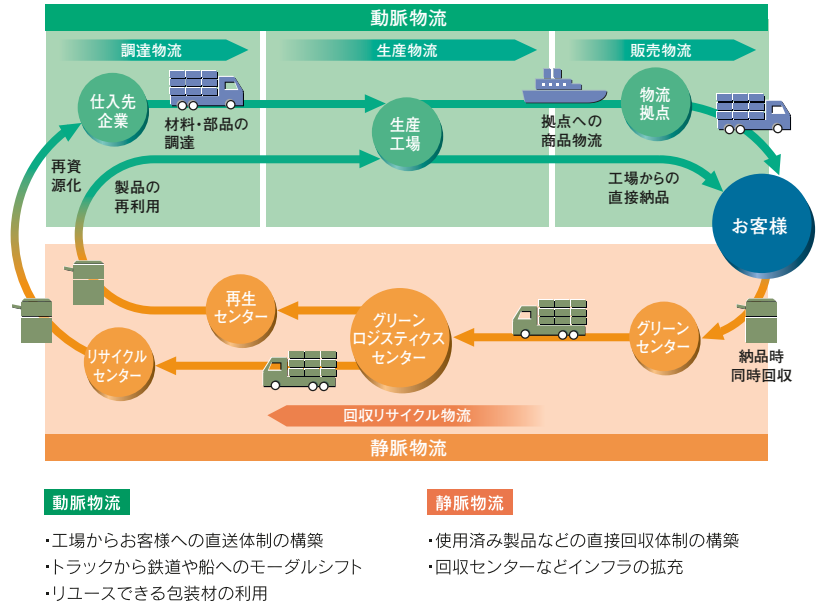 動脈物流
調達物流
生産物流
販売物流
仕入先
企業
材料・部品の
調達
生産
工場
拠点への
商品物流
物流
拠点
再資
源化
製品の
再利用
工場からの
直接納品
お客様
再生
センター
グリーン
ロジスティクス
センター
グリーン
センター
リサイクル
センター
納品時
同時回収
回収リサイクル物流
静脈物流
動脈物流
・工場からお客様への直送体制の構築
・トラックから鉄道や船へのモーダルシフト
・リユースできる包装材の利用
静脈物流
・使用済み製品などの直接回収体制の構築
・回収センターなどインフラの拡充